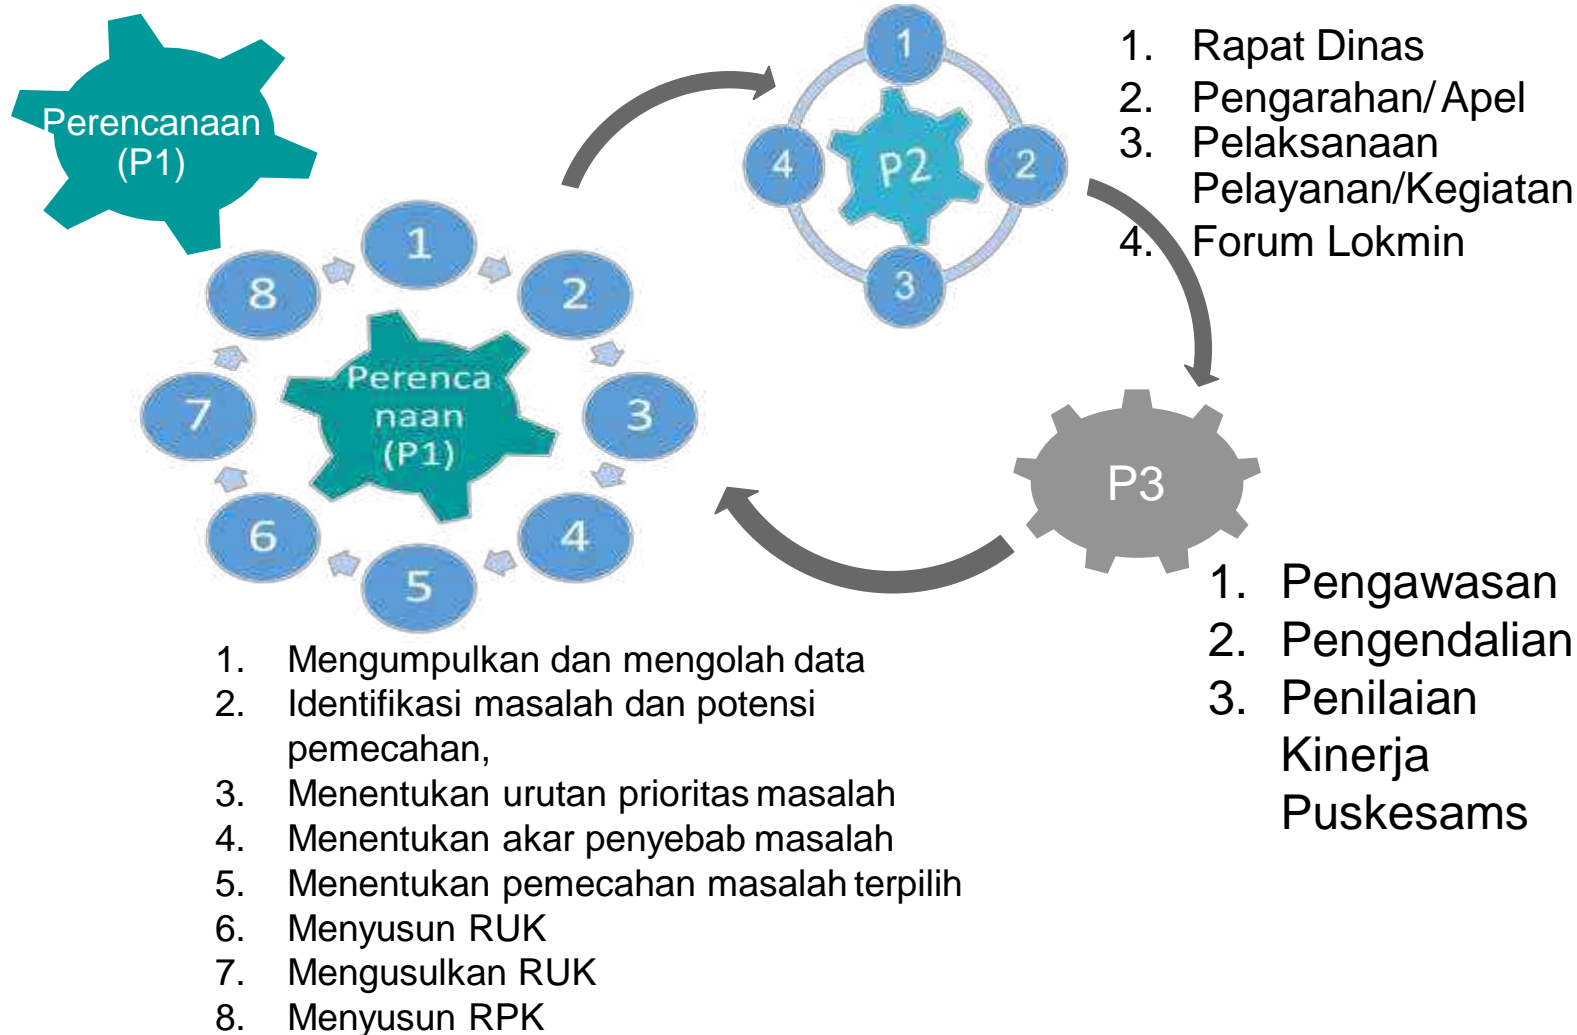 Perencanaan
(P1)
1
2
3
4
5
6
7
8
Perenca
naan
(P1)
1. Mengumpulkan dan mengolah data
2. Identifikasi masalah dan potensi
pemecahan,
3. Menentukan urutan prioritas masalah
4. Menentukan akar penyebab masalah
5. Menentukan pemecahan masalah terpilih
6. Menyusun RUK
7. Mengusulkan RUK
8. Menyusun RPK
1
2
3
4
P2
1. Rapat Dinas
2. Pengarahan/ Apel
3. Pelaksanaan
Pelayanan/Kegiatan
4. Forum Lokmin
P3
1. Pengawasan
2. Pengendalian
3. Penilaian
Kinerja
Puskesams